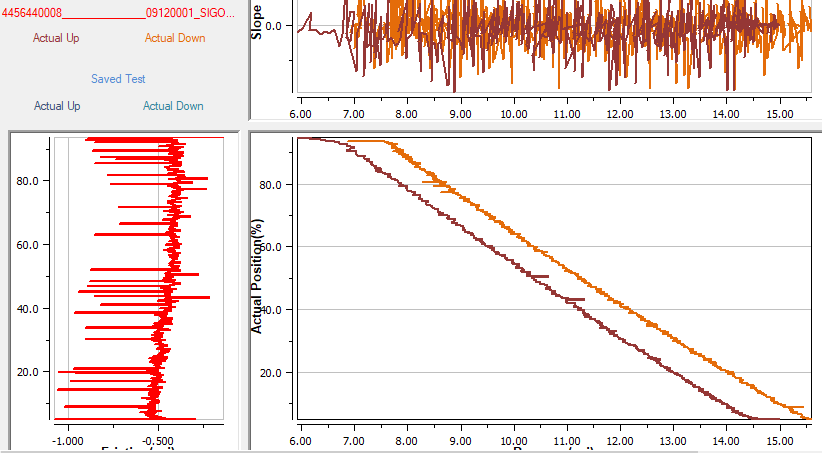 4456440008______________09120001_SIGO...
Actual Up Actual Down
Saved Test
Actual Up Actual Down
Slope
0.0
6.00 7.00 8.00 9.00 10.00 11.00 12.00 13.00 14.00 15.00
80.0
60.0
40.0
20.0
-1.000 -0.500
Actual Position(%)
80.0
60.0
40.0
20.0
6.00 7.00 8.00 9.00 10.00 11.00 12.00 13.00 14.00 15.00